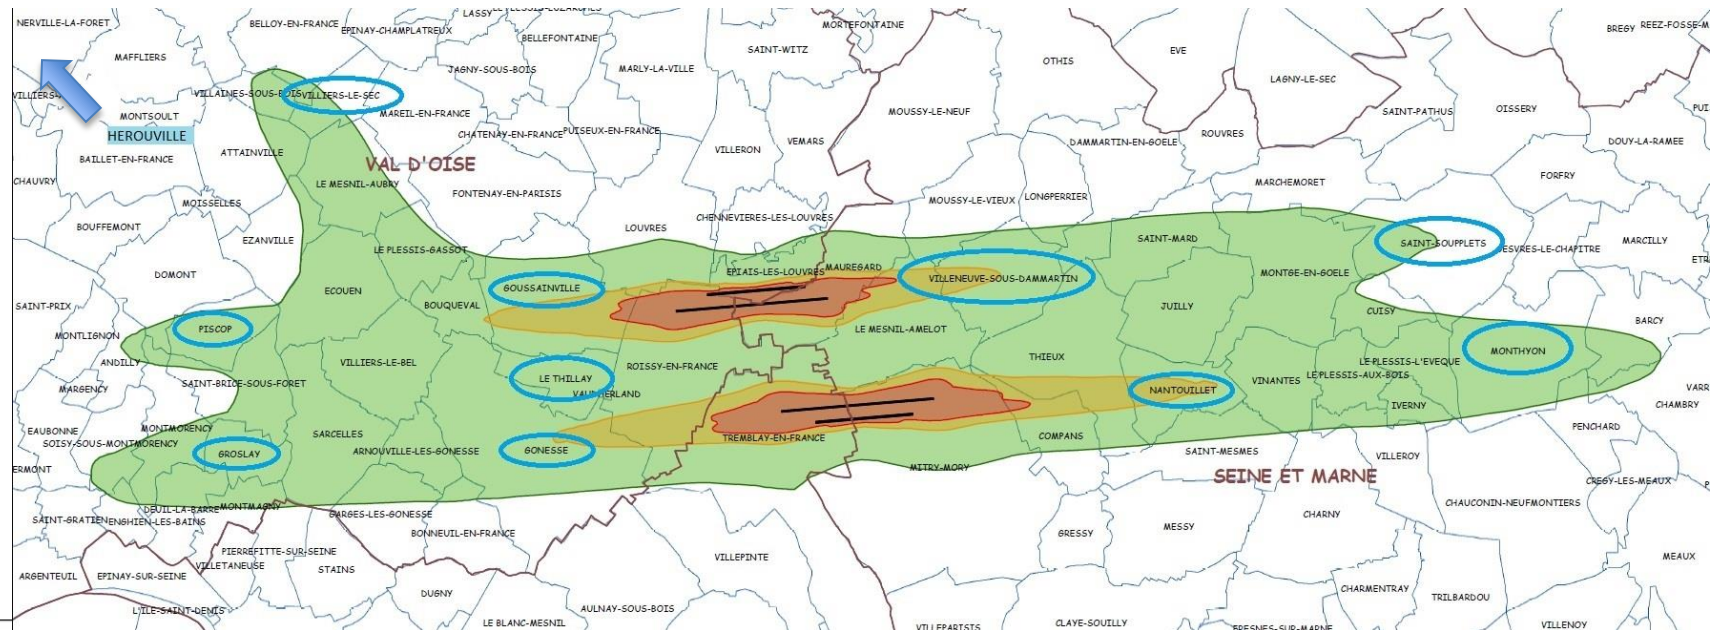 NERVILLE-LA-FORET
BELLOY-EN-FRANCE
EPINAY-CHAMPLATREUX
LASSY
BELLEFONTAINE
MORTEFONTAINE
BREGY
MAFFLIERS
SAINT-WITZ
EVE
OTHIS
JAGNY-SOUS-BOIS
MARLY-LA-VILLE
LAGNY-LE-SEC
VILLAINES-SOUS-BOIS
VILLIERS-LE-SEC
MONTSOULT
MAREIL-EN-FRANCE
MOUSSY-LE-NEUF
SAINT-PATHUS
OISSERY
HEROUVILLE
CHATENAY-EN-FRANCE
PUISEUX-EN-FRANCE
VEMARS
DAMMARTIN-EN-GOELE
ROUVRES
DOUY-LA-RAMEE
BAILLET-EN-FRANCE
ATTAINVILLE
VILLERON
VAL D'OISE
CHAUVRY
LE MESNIL-AUBRY
FONTENAY-EN-PARISIS
MARCHEMORET
FORFRY
MOISSELLES
MOUSSY-LE-VIEUX
LONGPERRIER
CHENNEVIERES-LES-LOUVRES
BOUFFEMONT
LOUVRES
EZANVILLE
LE PLESSIS-GASSOT
SAINT-MARD
SAINT-SOUPPLETS
GESVRES-LE-CHAPITRE
MARCILLY
DOMONT
EPIAIS-LES-LOUVRES
MAUREGARD
VILLENEUVE-SOUS-DAMMARTIN
MONTGE-EN-GOELE
ECOUEN
GOUSSAINVILLE
SAINT-PRIX
BOUQUEVAL
JUILLY
CUISY
BARCY
PISCOP
MONTLIGNON
LE MESNIL-AMELOT
ANDILLY
VILLIERS-LE-BEL
ROISSY-EN-FRANCE
THIEUX
LE PLESSIS-L'EVEQUE
MONTHYON
MARGENCY
SAINT-BRICE-SOUS-FORET
LE THILLAY
VAUDHERLAND
NANTOUILLET
VINANTES
LE PLESSIS-AUX-BOIS
IVERNY
CHAMBRY
EAUBONNE
MONTMORENCY
SOISY-SOUS-MONTMORENCY
SARCELLES
TREMBLAY-EN-FRANCE
COMPANS
PENCHARD
GROSLAY
ARNOUVILLE-LES-GONESSE
GONESSE
SAINT-MESMES
VILLEROY
MITRY-MORY
SEINE ET MARNE
CREGY-LES-MEAUX
DEUIL-LA-BARRE
MONTMAGNY
CHAUCONIN-NEUFMONTIERS
SAINT-GRATIEN
ENGHIEN-LES-BAINS
GARGES-LES-GONESSE
CHARNY
BONNEUIL-EN-FRANCE
GRESSY
MESSY
PIERREFITTE-SUR-SEINE
VILLETANEUSE
STAINS
VILLEPINTE
MEAUX
ARGENTEUIL
EPINAY-SUR-SEINE
DUGNY
CHARMENTRAY
TRILBARDOU
L'ILE-SAINT-DENIS
AULNAY-SOUS-BOIS
LE BLANC-MESNIL
VILLEPARISIS
CLAYE-SOUILLY
FRESNES-SUR-MARNE
VILLENOY